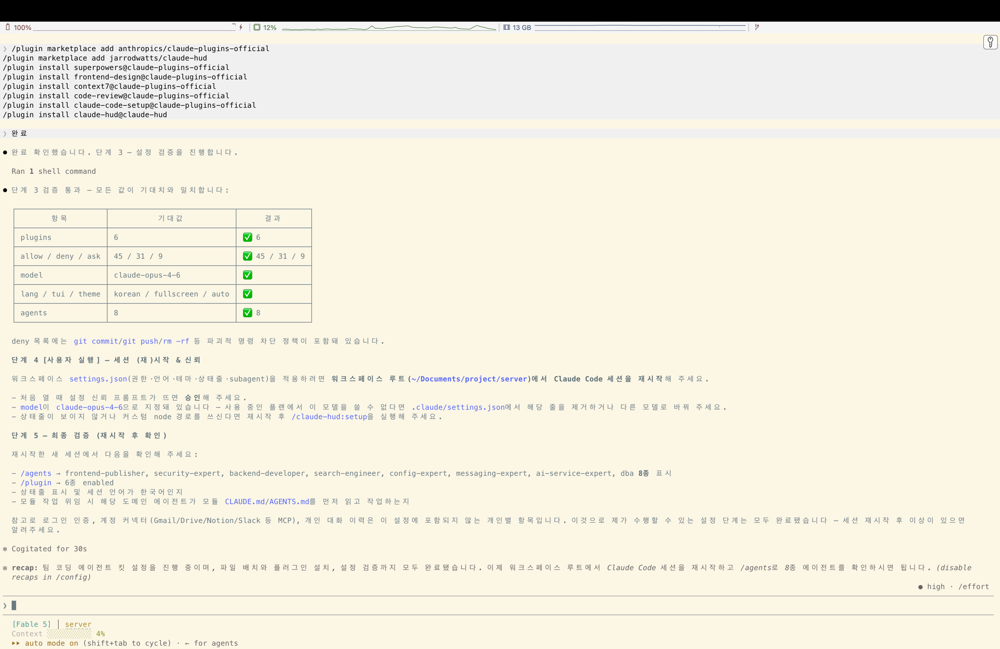 100% 12% 13 GB
❯ /plugin marketplace add anthropics/claude-plugins-official
/plugin marketplace add jarrodwatts/claude-hud
/plugin install superpowers@claude-plugins-official
/plugin install frontend-design@claude-plugins-official
/plugin install context7@claude-plugins-official
/plugin install code-review@claude-plugins-official
/plugin install claude-code-setup@claude-plugins-official
/plugin install claude-hud@claude-hud
❯ 완료
● 완료 확인했습니다. 단계 3 — 설정 검증을 진행합니다.
Ran 1 shell command
● 단계 3 검증 통과 — 모든 값이 기대치와 일치합니다:
항목 기대값 결과
plugins 6 ✅ 6
allow / deny / ask 45 / 31 / 9 ✅ 45 / 31 / 9
model claude-opus-4-6 ✅
lang / tui / theme korean / fullscreen / auto ✅
agents 8 ✅ 8
deny 목록에는 git commit/git push/rm -rf 등 파괴적 명령 차단 정책이 포함돼 있습니다.
단계 4 [사용자 실행] — 세션 (재)시작 & 신뢰
워크스페이스 settings.json(권한·언어·테마·상태줄·subagent)을 적용하려면 워크스페이스 루트(~/Documents/project/server)에서 Claude Code 세션을 재시작해 주세요.
- 처음 열 때 설정 신뢰 프롬프트가 뜨면 승인해 주세요.
- model이 claude-opus-4-6으로 지정돼 있습니다 — 사용 중인 플랜에서 이 모델을 쓸 수 없다면 .claude/settings.json에서 해당 줄을 제거하거나 다른 모델로 바꿔 주세요.
- 상태줄이 보이지 않거나 커스텀 node 경로를 쓰신다면 재시작 후 /claude-hud:setup을 실행해 주세요.
단계 5 — 최종 검증 (재시작 후 확인)
재시작한 새 세션에서 다음을 확인해 주세요:
- /agents → frontend-publisher, security-expert, backend-developer, search-engineer, config-expert, messaging-expert, ai-service-expert, dba 8종 표시
- /plugin → 6종 enabled
- 상태줄 표시 및 세션 언어가 한국어인지
- 모듈 작업 위임 시 해당 도메인 에이전트가 모듈 CLAUDE.md/AGENTS.md를 먼저 읽고 작업하는지
참고로 로그인 인증, 계정 커넥터(Gmail/Drive/Notion/Slack 등 MCP), 개인 대화 이력은 이 설정에 포함되지 않는 개인별 항목입니다. 이것으로 제가 수행할 수 있는 설정 단계는 모두 완료됐습니다 — 세션 재시작 후 이상이 있으면
알려주세요.
✻ Cogitated for 30s
※ recap: 팀 코딩 에이전트 킷 설정을 진행 중이며, 파일 배치와 플러그인 설치, 설정 검증까지 모두 완료됐습니다. 이제 워크스페이스 루트에서 Claude Code 세션을 재시작하고 /agents로 8종 에이전트를 확인하시면 됩니다. (disable
recaps in /config)
● high · /effort
❯
[Fable 5] │ server
Context ░░░░░░░░░░ 4%
⏵⏵ auto mode on (shift+tab to cycle) · ← for agents